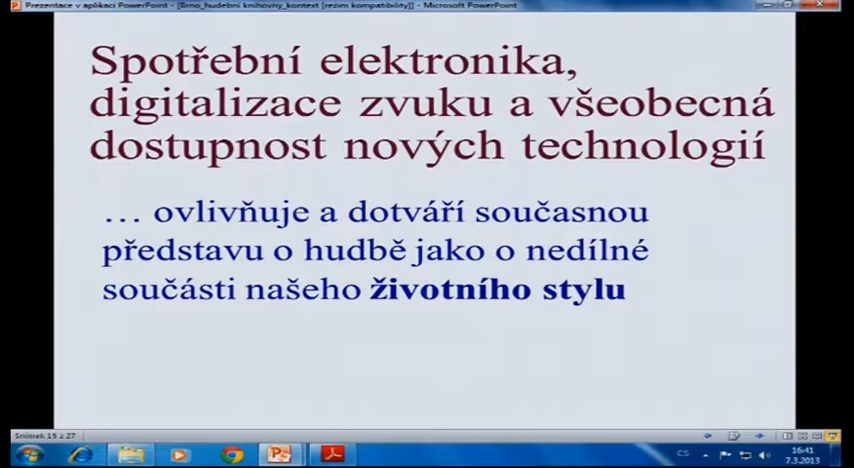 Prezentace v aplikaci PowerPoint - [Brno_hudební knihovny_kontext [režim kompatibility]] - Microsoft PowerPoint
Spotřební elektronika,
digitalizace zvuku a všeobecná
dostupnost nových technologií
… ovlivňuje a dotváří současnou
představu o hudbě jako o nedílné
součásti našeho životního stylu
Snímek 15 z 27
CS
16:41
7.3.2013